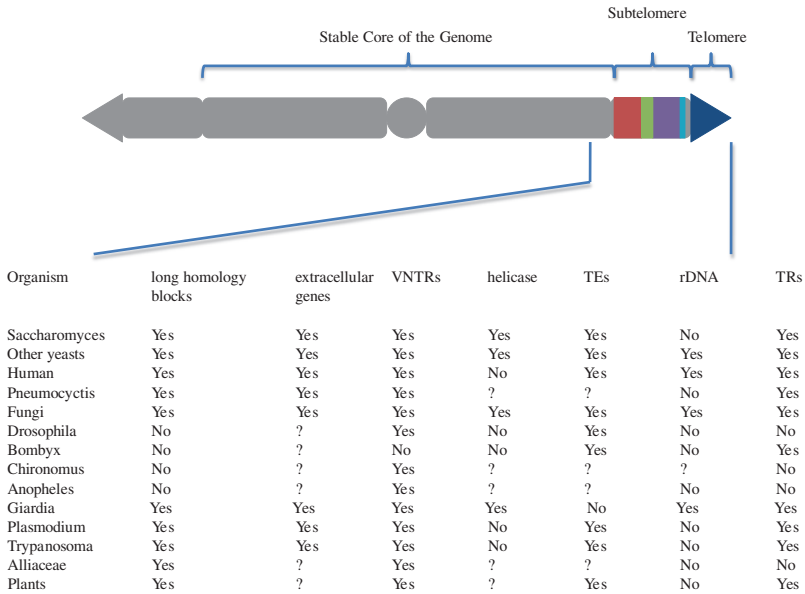 Subtelomere
Stable Core of the Genome Telomere
Organism long homology blocks extracellular genes VNTRs helicase TEs rDNA TRs
Saccharomyces Yes Yes Yes Yes Yes No Yes
Other yeasts Yes Yes Yes Yes Yes Yes Yes
Human Yes Yes Yes No Yes Yes Yes
Pneumocyctis Yes Yes Yes ? ? No Yes
Fungi Yes Yes Yes Yes Yes Yes Yes
Drosophila No ? Yes No Yes No No
Bombyx No ? No No Yes No Yes
Chironomus No ? Yes ? ? ? No
Anopheles No ? Yes ? ? No No
Giardia Yes Yes Yes Yes No Yes Yes
Plasmodium Yes Yes Yes No Yes No Yes
Trypanosoma Yes Yes Yes No Yes No Yes
Alliaceae Yes ? Yes ? ? No No
Plants Yes ? Yes ? Yes No Yes